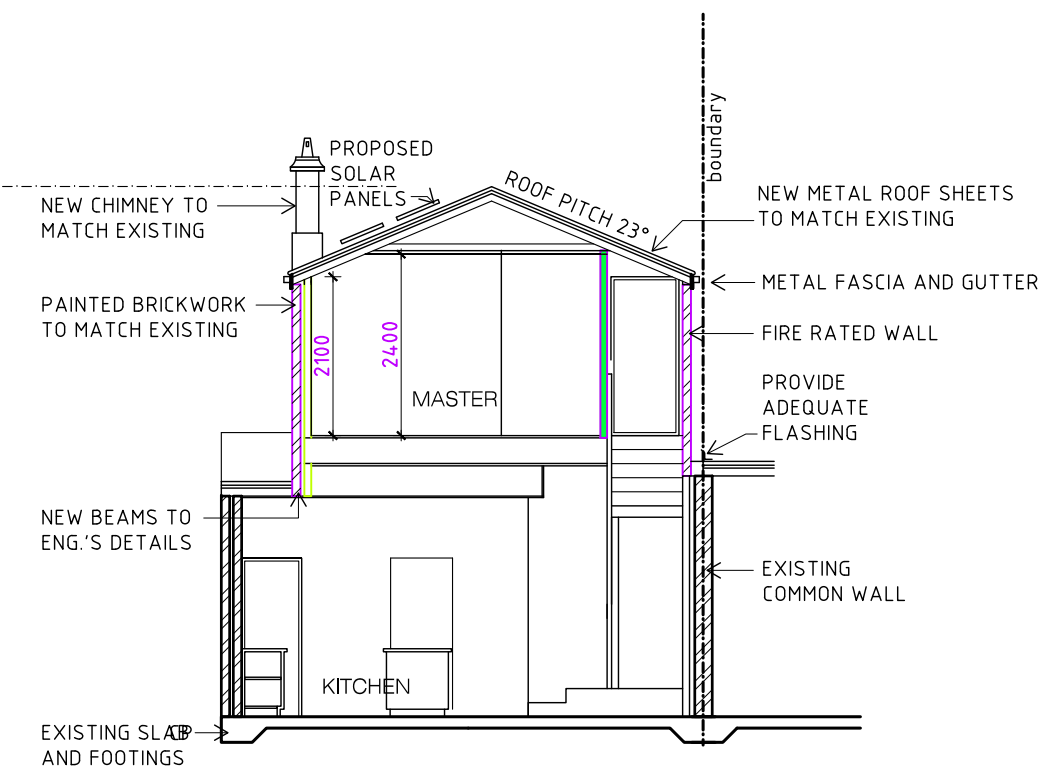 boundary
PROPOSED
SOLAR
PANELS
ROOF PITCH 23°
NEW METAL ROOF SHEETS
TO MATCH EXISTING
NEW CHIMNEY TO
MATCH EXISTING
METAL FASCIA AND GUTTER
PAINTED BRICKWORK
TO MATCH EXISTING
FIRE RATED WALL
2100
2400
MASTER
PROVIDE
ADEQUATE
FLASHING
NEW BEAMS TO
ENG.'S DETAILS
EXISTING
COMMON WALL
KITCHEN
EXISTING SLAB
CP
AND FOOTINGS